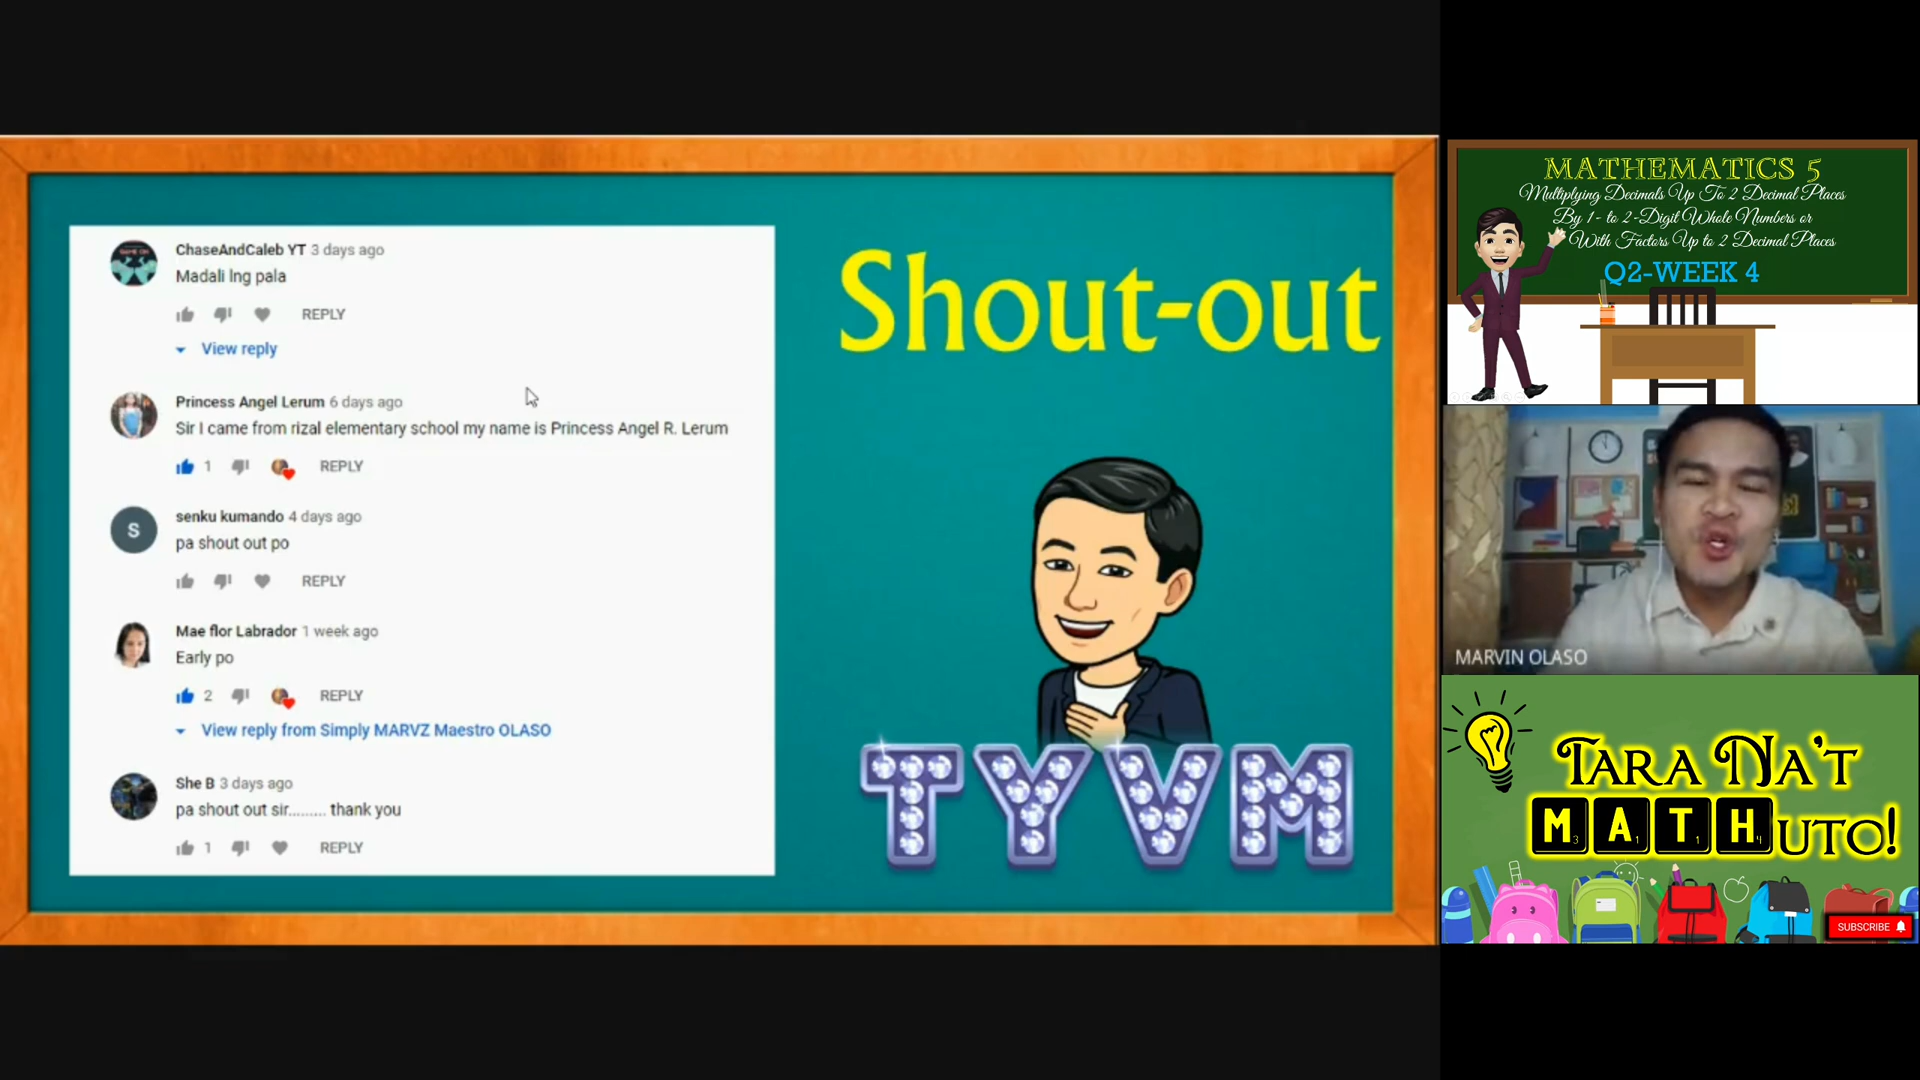 ChaseAndCaleb YT 3 days ago
Madali lng pala
REPLY
View reply
Princess Angel Lerum 6 days ago
Sir I came from rizal elementary school my name is Princess Angel R. Lerum
1 REPLY
S
senku kumando 4 days ago
pa shout out po
REPLY
Mae flor Labrador 1 week ago
Early po
2 REPLY
View reply from Simply MARVZ Maestro OLASO
She B 3 days ago
pa shout out sir......... thank you
1 REPLY
Shout-out
TYVM
MATHEMATICS 5
Multiplying Decimals Up To 2 Decimal Places
By 1- to 2-Digit Whole Numbers or
With Factors Up to 2 Decimal Places
Q2-WEEK 4
MARVIN OLASO
TARA NA'T
MATHUTO!
SUBSCRIBE